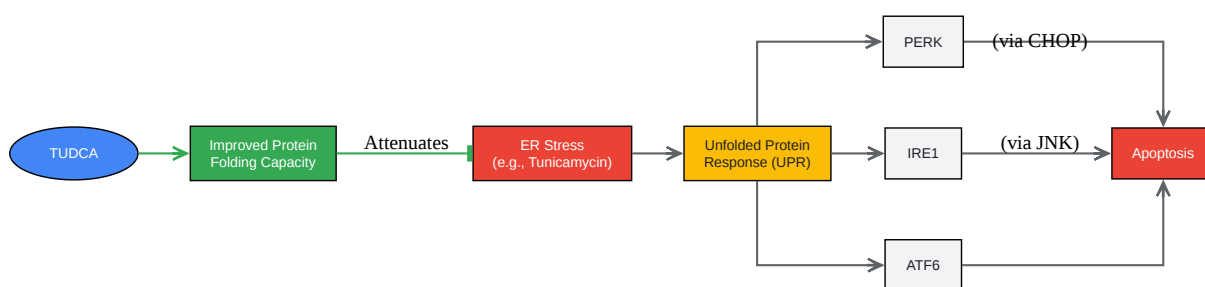 TUDCA
Improved Protein
Folding Capacity
Attenuates
ER Stress
(e.g., Tunicamycin)
Unfolded Protein
Response (UPR)
PERK
(via CHOP)
IRE1
(via JNK)
Apoptosis
ATF6